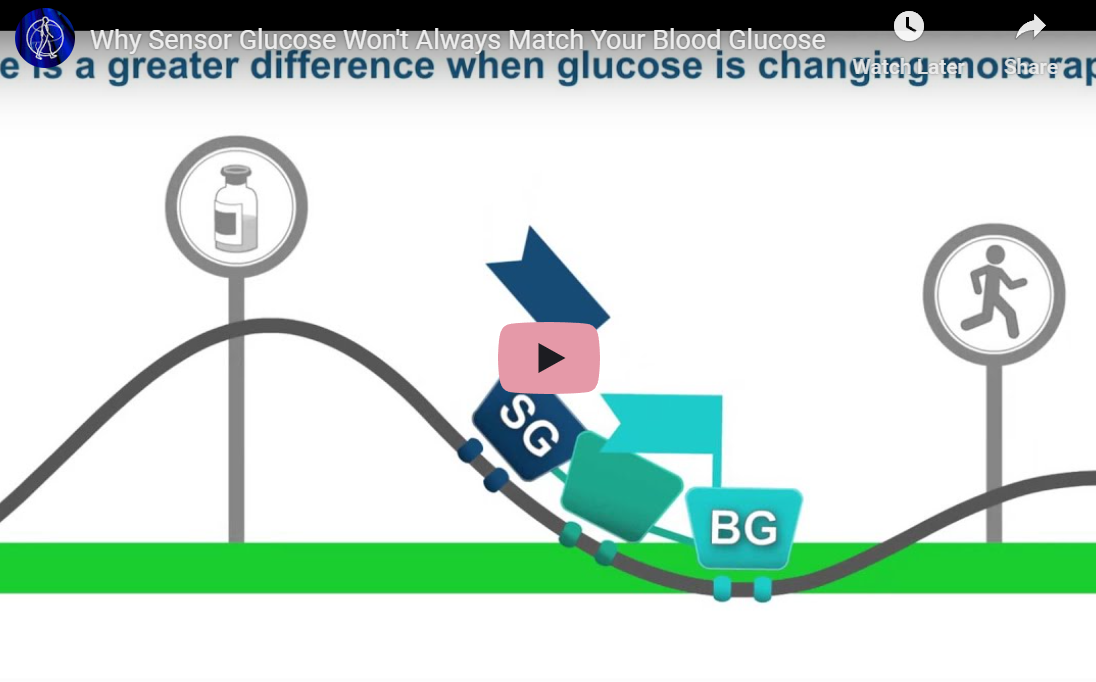 Why Sensor Glucose Won't Always Match Your Blood Glucose
Watch Later
Share
e is a greater difference when glucose is changing more rap
SG
BG